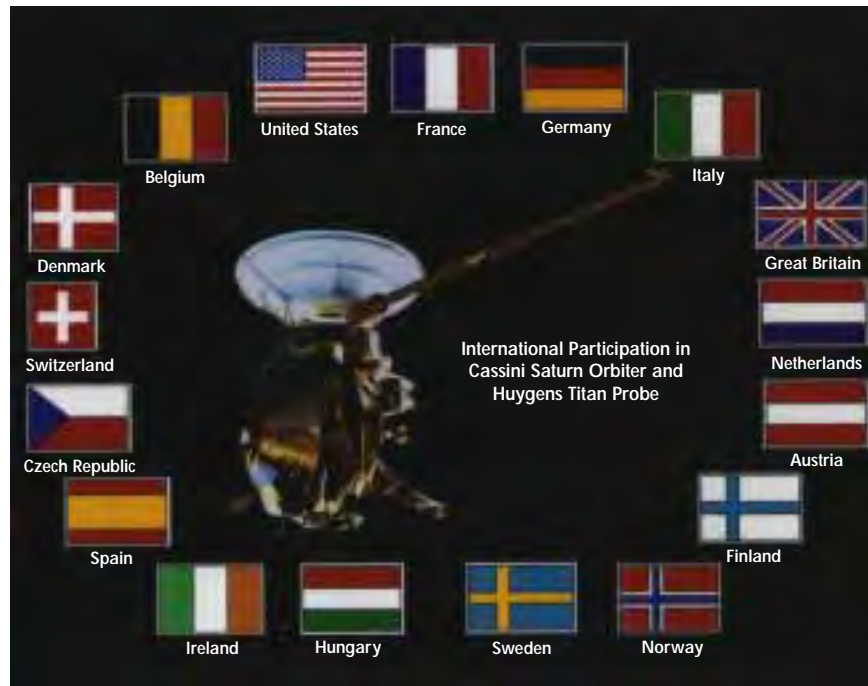 United States
France
Germany
Belgium
Italy
Denmark
Great Britain
Switzerland
International Participation in
Cassini Saturn Orbiter and
Huygens Titan Probe
Netherlands
Czech Republic
Austria
Spain
Finland
Ireland
Hungary
Sweden
Norway